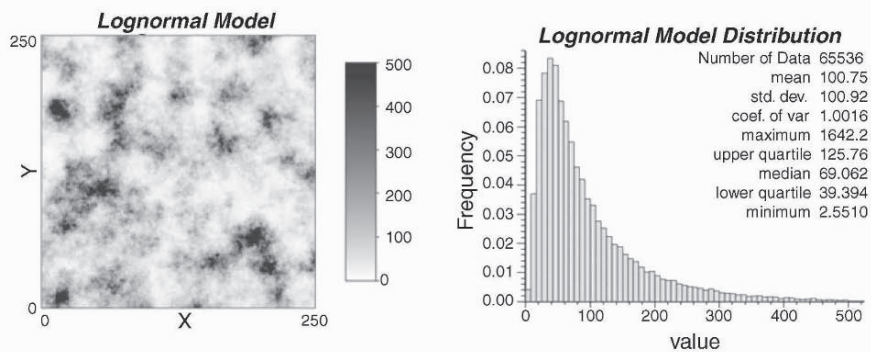 Lognormal Model
250
Y
0
0
X
250
500
400
300
200
100
0
Lognormal Model Distribution
Number of Data 65536
mean 100.75
std. dev. 100.92
coef. of var 1.0016
maximum 1642.2
upper quartile 125.76
median 69.062
lower quartile 39.394
minimum 2.5510
Frequency
0.08
0.07
0.06
0.05
0.04
0.03
0.02
0.01
0.00
0
100
200
300
400
500
value